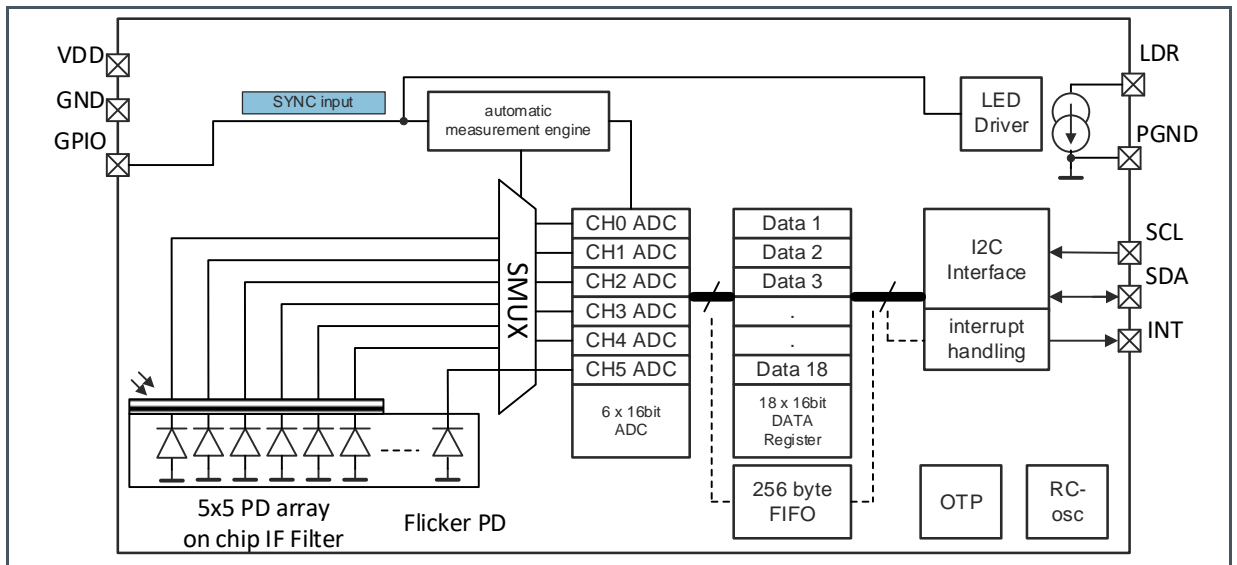 VDD
GND
GPIO
SYNC input
automatic
measurement engine
LED
Driver
LDR
PGND
SMUX
CH0 ADC
CH1 ADC
CH2 ADC
CH3 ADC
CH4 ADC
CH5 ADC
6 x 16bit
ADC
Data 1
Data 2
Data 3
.
.
Data 18
18 x 16bit
DATA
Register
256 byte
FIFO
I2C
Interface
interrupt
handling
SCL
SDA
INT
OTP
RC-
osc
5x5 PD array
on chip IF Filter
Flicker PD